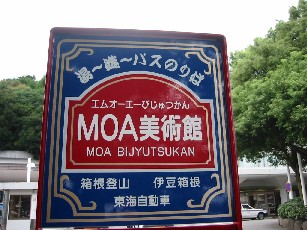 湯〜遊〜バスのりば
エムオーエーびじゅつかん
MOA美術館
MOA BIJYUTSUKAN
箱根登山 伊豆箱根
東海自動車